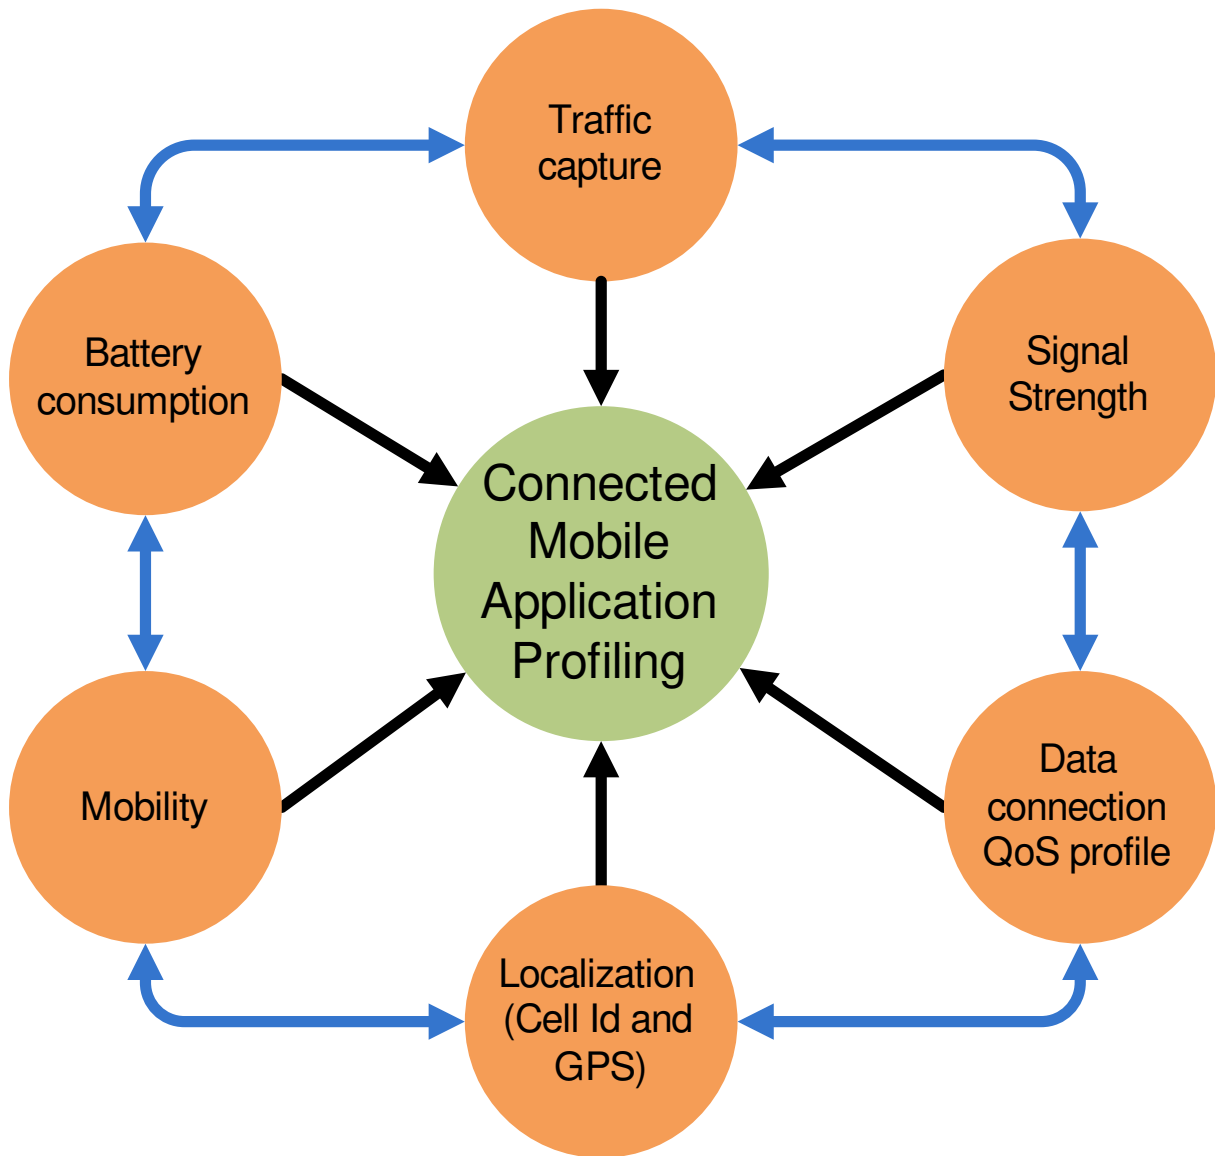 Traffic
capture
Battery
consumption
Signal
Strength
Connected
Mobile
Application
Profiling
Mobility
Data
connection
QoS profile
Localization
(Cell Id and
GPS)